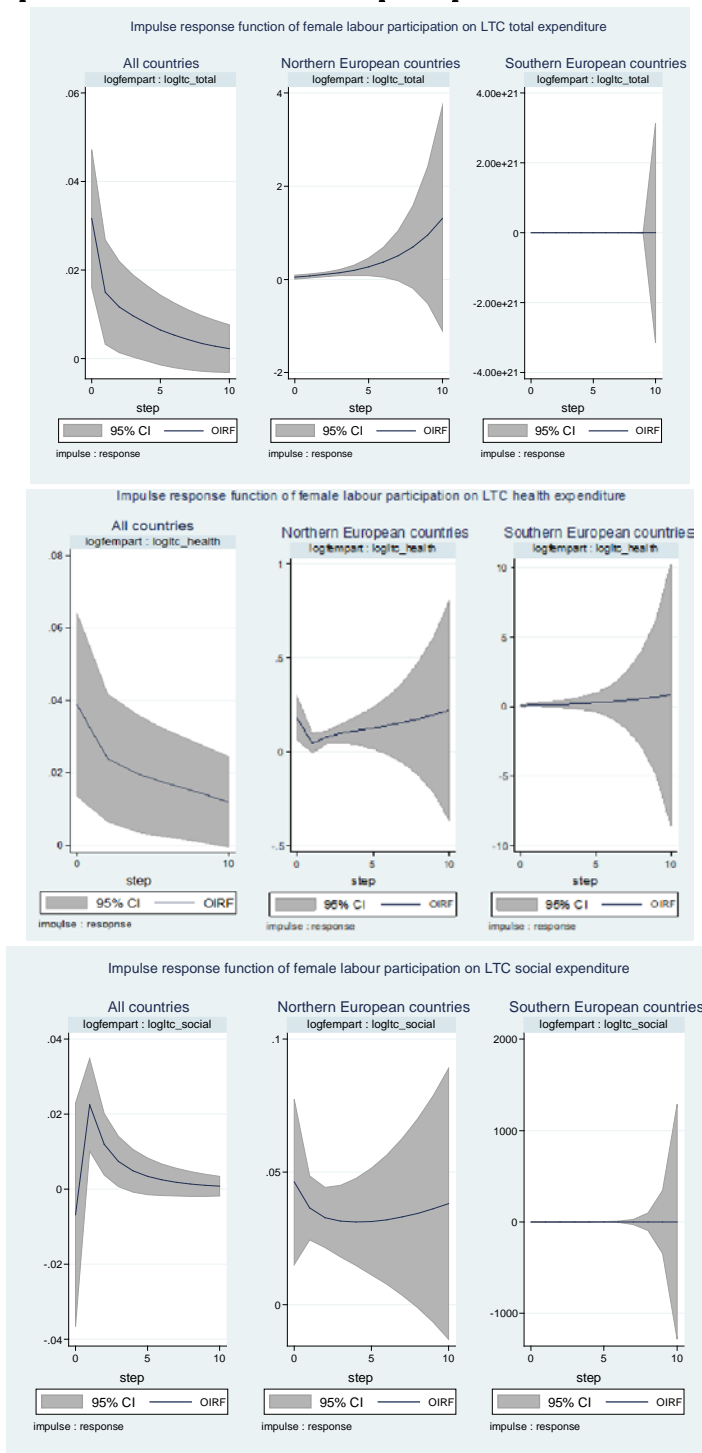 Impulse response function of female labour participation on LTC total expenditure
All countries
logfempart : logltc_total
.06
.04
.02
0
0 5 10
step
95% CI OIRF
impulse : response
Northern European countries
logfempart : logltc_total
4
2
0
-2
0 5 10
step
95% CI OIRF
impulse : response
Southern European countries
logfempart : logltc_total
4.00e+21
2.00e+21
0
-2.00e+21
-4.00e+21
0 5 10
step
95% CI OIRF
impulse : response
Impulse response function of female labour participation on LTC health expenditure
All countries
logfempart : logltc_health
.08
.06
.04
.02
0
0 10
step
95% CI OIRF
impulse : response
Northern European countries
logfempart : logltc_health
1
.5
0
-.5
0 5 10
step
95% CI OIRF
impulse : response
Southern European countries
logfempart : logltc_health
10
5
0
-5
-10
0 5 10
step
95% CI OIRF
impulse : response
Impulse response function of female labour participation on LTC social expenditure
All countries
logfempart : logltc_social
.04
.02
0
-.02
-.04
0 5 10
step
95% CI OIRF
impulse : response
Northern European countries
logfempart : logltc_social
.1
.05
0
0 5 10
step
95% CI OIRF
impulse : response
Southern European countries
logfempart : logltc_social
2000
1000
0
-1000
0 5 10
step
95% CI OIRF
impulse : response